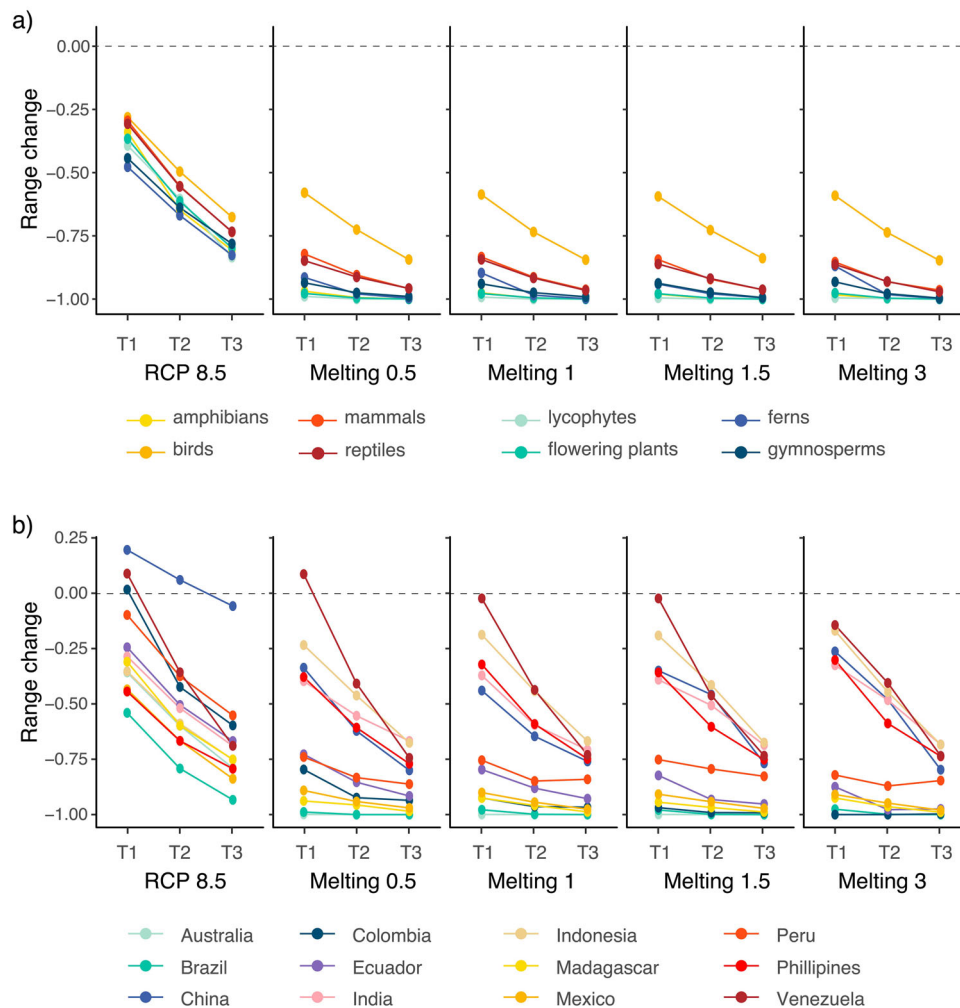 a)
Range change
0.00
−0.25
−0.50
−0.75
−1.00
T1 T2 T3 T1 T2 T3 T1 T2 T3 T1 T2 T3 T1 T2 T3
RCP 8.5 Melting 0.5 Melting 1 Melting 1.5 Melting 3
amphibians mammals lycophytes ferns
birds reptiles flowering plants gymnosperms
b)
Range change
0.25
0.00
−0.25
−0.50
−0.75
−1.00
T1 T2 T3 T1 T2 T3 T1 T2 T3 T1 T2 T3 T1 T2 T3
RCP 8.5 Melting 0.5 Melting 1 Melting 1.5 Melting 3
Australia Colombia Indonesia Peru
Brazil Ecuador Madagascar Phillipines
China India Mexico Venezuela